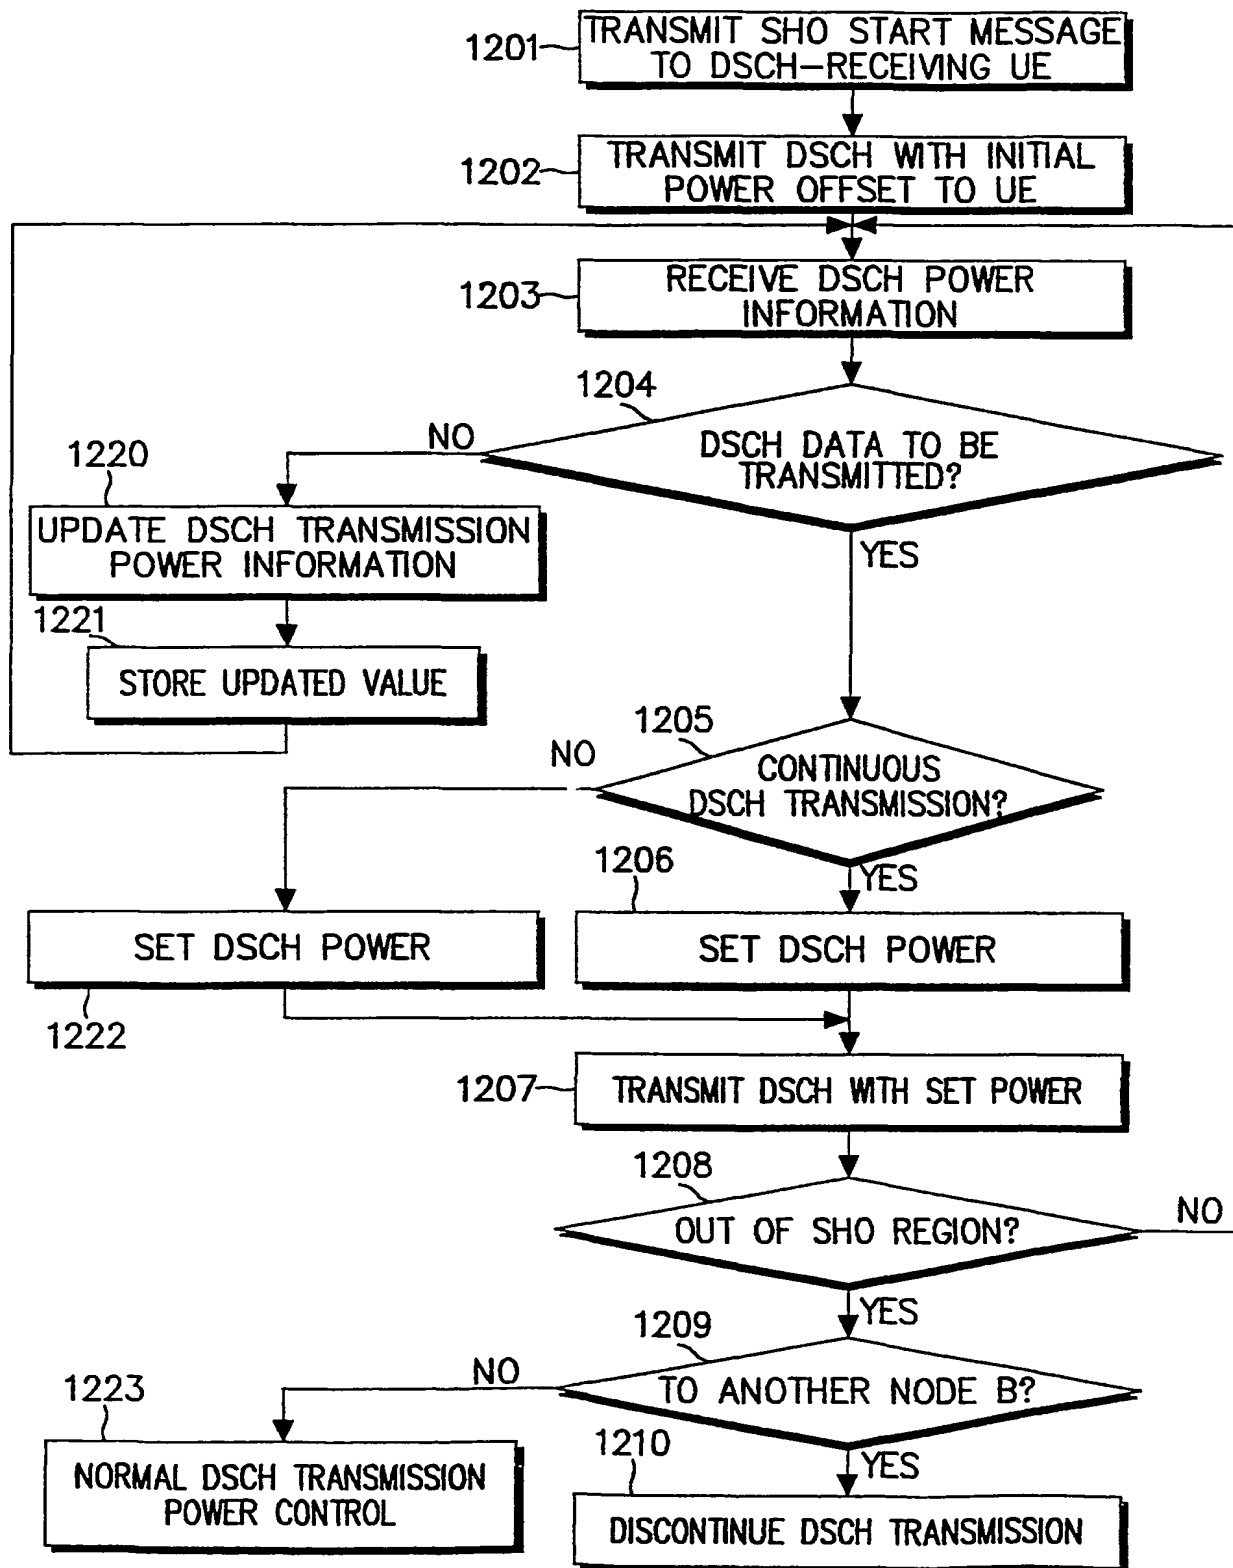 1201
TRANSMIT SHO START MESSAGE
TO DSCH-RECEIVING UE
1202
TRANSMIT DSCH WITH INITIAL
POWER OFFSET TO UE
1203
RECEIVE DSCH POWER
INFORMATION
1204
DSCH DATA TO BE
TRANSMITTED?
NO
YES
1220
UPDATE DSCH TRANSMISSION
POWER INFORMATION
1221
STORE UPDATED VALUE
1205
CONTINUOUS
DSCH TRANSMISSION?
NO
YES
1206
SET DSCH POWER
SET DSCH POWER
1222
1207
TRANSMIT DSCH WITH SET POWER
1208
OUT OF SHO REGION?
NO
YES
1209
TO ANOTHER NODE B?
NO
YES
1223
NORMAL DSCH TRANSMISSION
POWER CONTROL
1210
DISCONTINUE DSCH TRANSMISSION